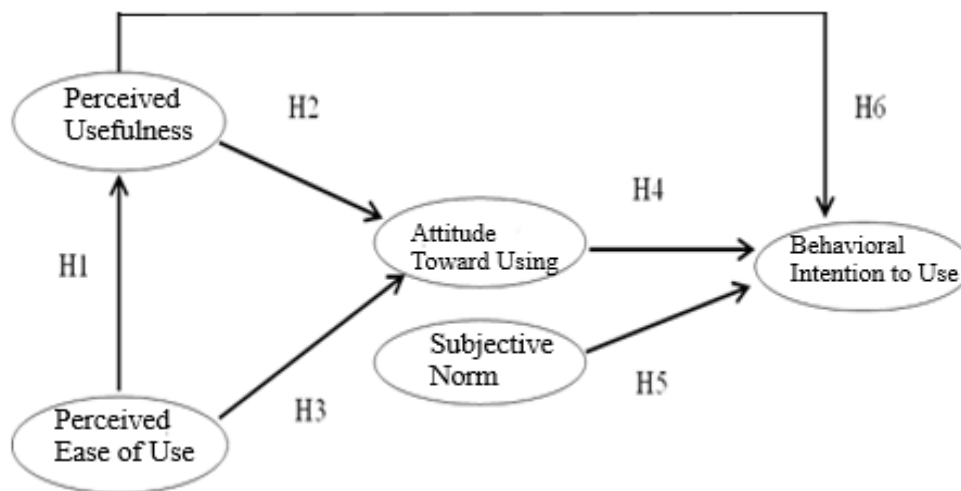 Perceived
Usefulness
H2
H6
H4
Attitude
Toward Using
Behavioral
Intention to Use
H1
Subjective
Norm
H5
H3
Perceived
Ease of Use